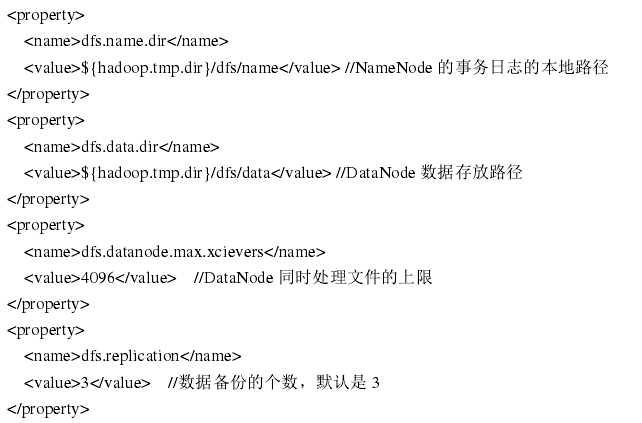 <property>
<name>dfs.name.dir</name>
<value>${hadoop.tmp.dir}/dfs/name</value> //NameNode 的事务日志的本地路径
</property>
<property>
<name>dfs.data.dir</name>
<value>${hadoop.tmp.dir}/dfs/data</value> //DataNode 数据存放路径
</property>
<property>
<name>dfs.datanode.max.xcievers</name>
<value>4096</value> //DataNode 同时处理文件的上限
</property>
<property>
<name>dfs.replication</name>
<value>3</value> //数据备份的个数，默认是 3
</property>